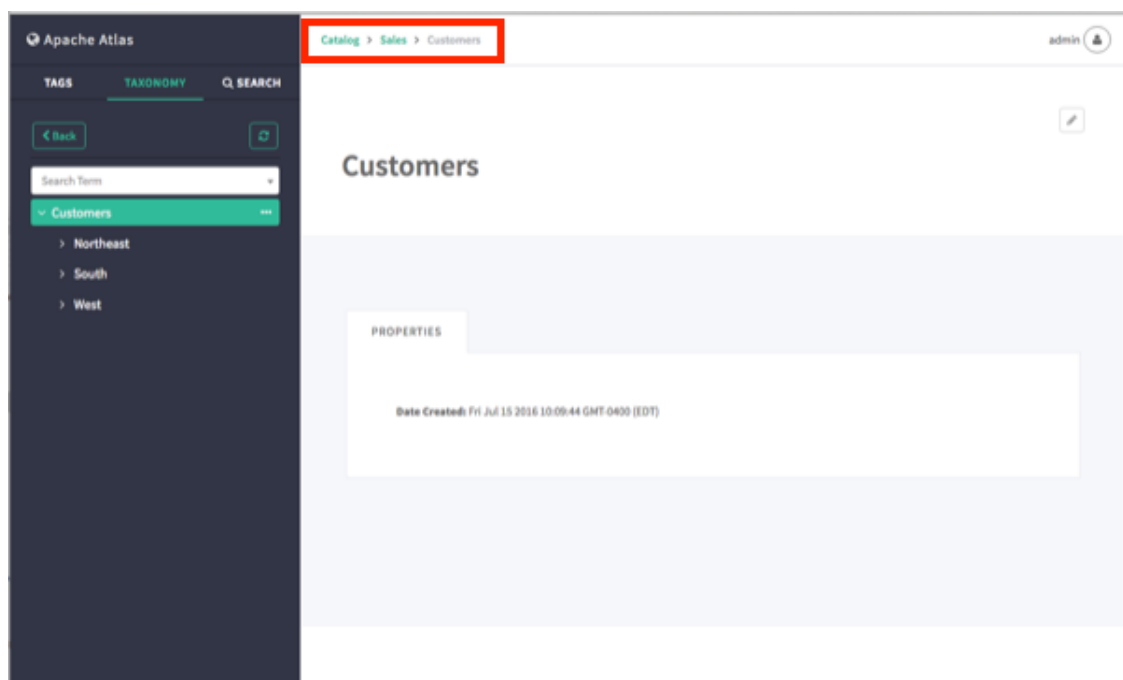 Apache Atlas
Catalog > Sales > Customers
admin
TAGS TAXONOMY SEARCH
Back
Customers
Search Term
Customers
Northeast
South
West
PROPERTIES
Date Created: Fri Jul 15 2016 10:09:44 GMT-0400 (EDT)